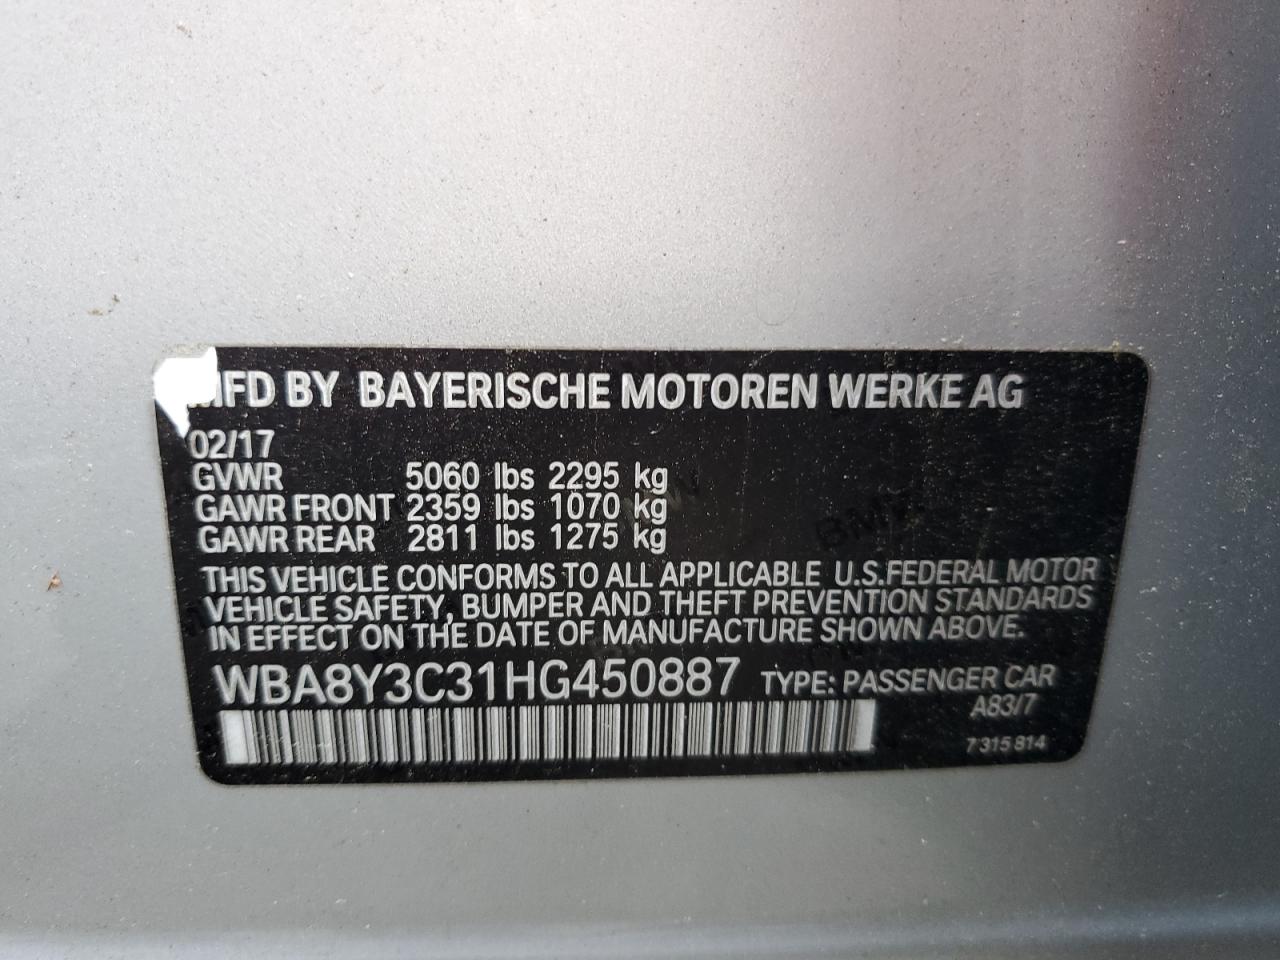 MFD BY BAYERISCHE MOTOREN WERKE AG
02/17
GVWR 5060 lbs 2295 kg
GAWR FRONT 2359 lbs 1070 kg
GAWR REAR 2811 lbs 1275 kg
THIS VEHICLE CONFORMS TO ALL APPLICABLE U.S.FEDERAL MOTOR
VEHICLE SAFETY, BUMPER AND THEFT PREVENTION STANDARDS
IN EFFECT ON THE DATE OF MANUFACTURE SHOWN ABOVE.
WBA8Y3C31HG450887 TYPE: PASSENGER CAR
A83/7
7 315 814